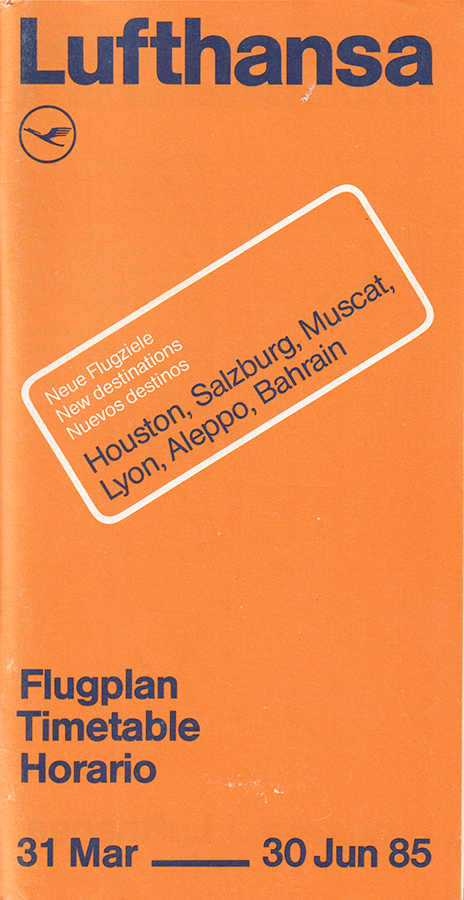 Lufthansa
Neue Flugziele
New destinations
Nuevos destinos
Houston, Salzburg, Muscat,
Lyon, Aleppo, Bahrain
Flugplan
Timetable
Horario
31 Mar ____ 30 Jun 85